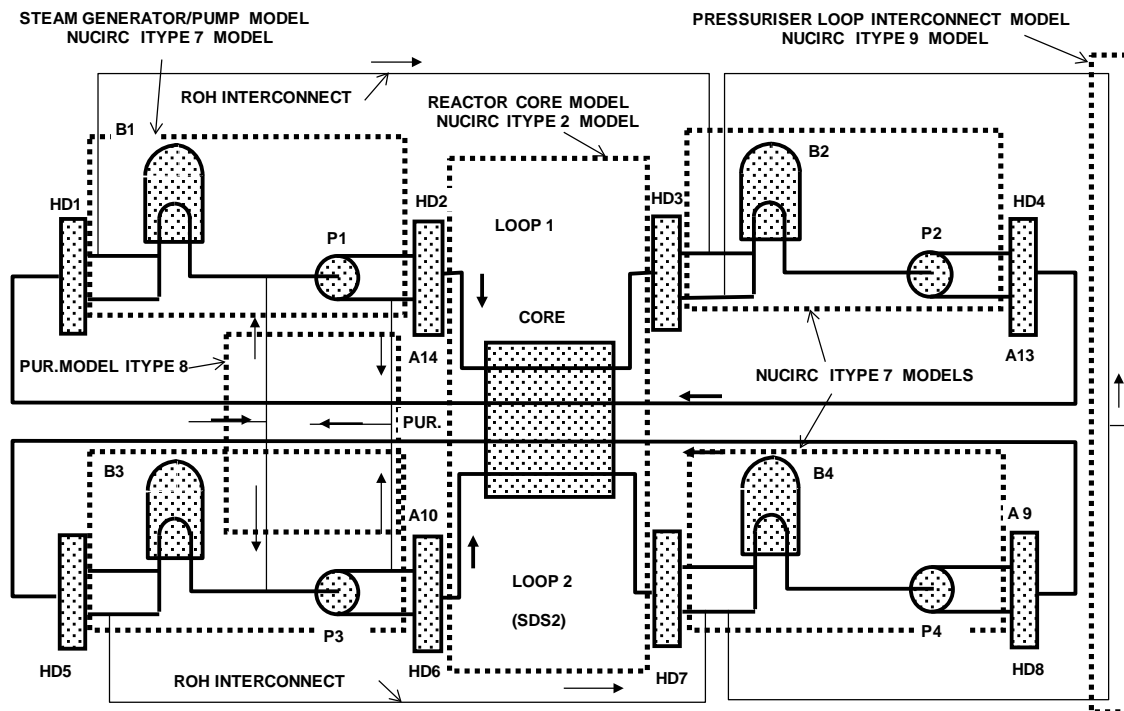 STEAM GENERATOR/PUMP MODEL
NUCIRC ITYPE 7 MODEL
PRESSURISER LOOP INTERCONNECT MODEL
NUCIRC ITYPE 9 MODEL
ROH INTERCONNECT
REACTOR CORE MODEL
NUCIRC ITYPE 2 MODEL
B1
B2
HD1
HD2
HD3
HD4
LOOP 1
P1
P2
CORE
A14
A13
PUR.MODEL ITYPE 8
NUCIRC ITYPE 7 MODELS
PUR.
B3
B4
A10
A 9
LOOP 2
(SDS2)
P3
P4
HD5
HD6
HD7
HD8
ROH INTERCONNECT